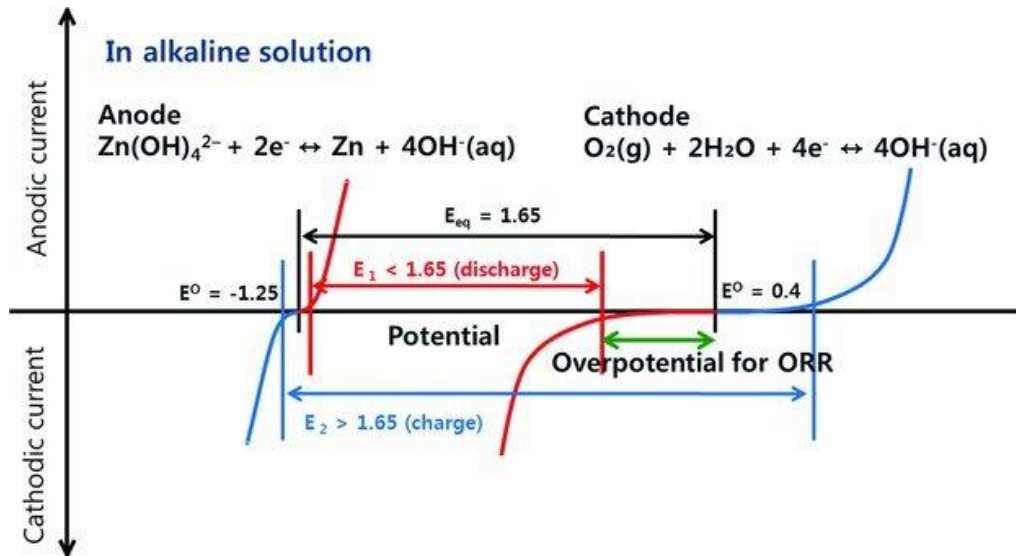 In alkaline solution
Anode
Zn(OH)₄²⁻ + 2e⁻ ↔ Zn + 4OH⁻(aq)
Cathode
O₂(g) + 2H₂O + 4e⁻ ↔ 4OH⁻(aq)
Anodic current
E_eq = 1.65
E₁ < 1.65 (discharge)
E⁰ = -1.25
E⁰ = 0.4
Potential
Overpotential for ORR
E₂ > 1.65 (charge)
Cathodic current